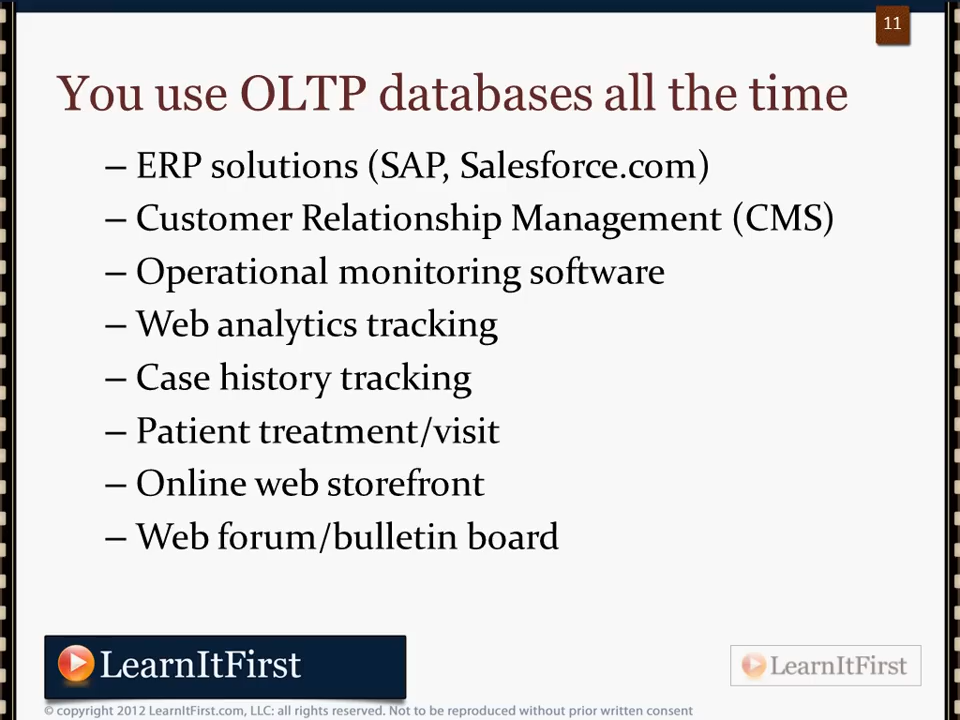 11
You use OLTP databases all the time
– ERP solutions (SAP, Salesforce.com)
– Customer Relationship Management (CMS)
– Operational monitoring software
– Web analytics tracking
– Case history tracking
– Patient treatment/visit
– Online web storefront
– Web forum/bulletin board
LearnItFirst
LearnItFirst
© copyright 2012 LearnItFirst.com, LLC: all rights reserved. Not to be reproduced without prior written consent